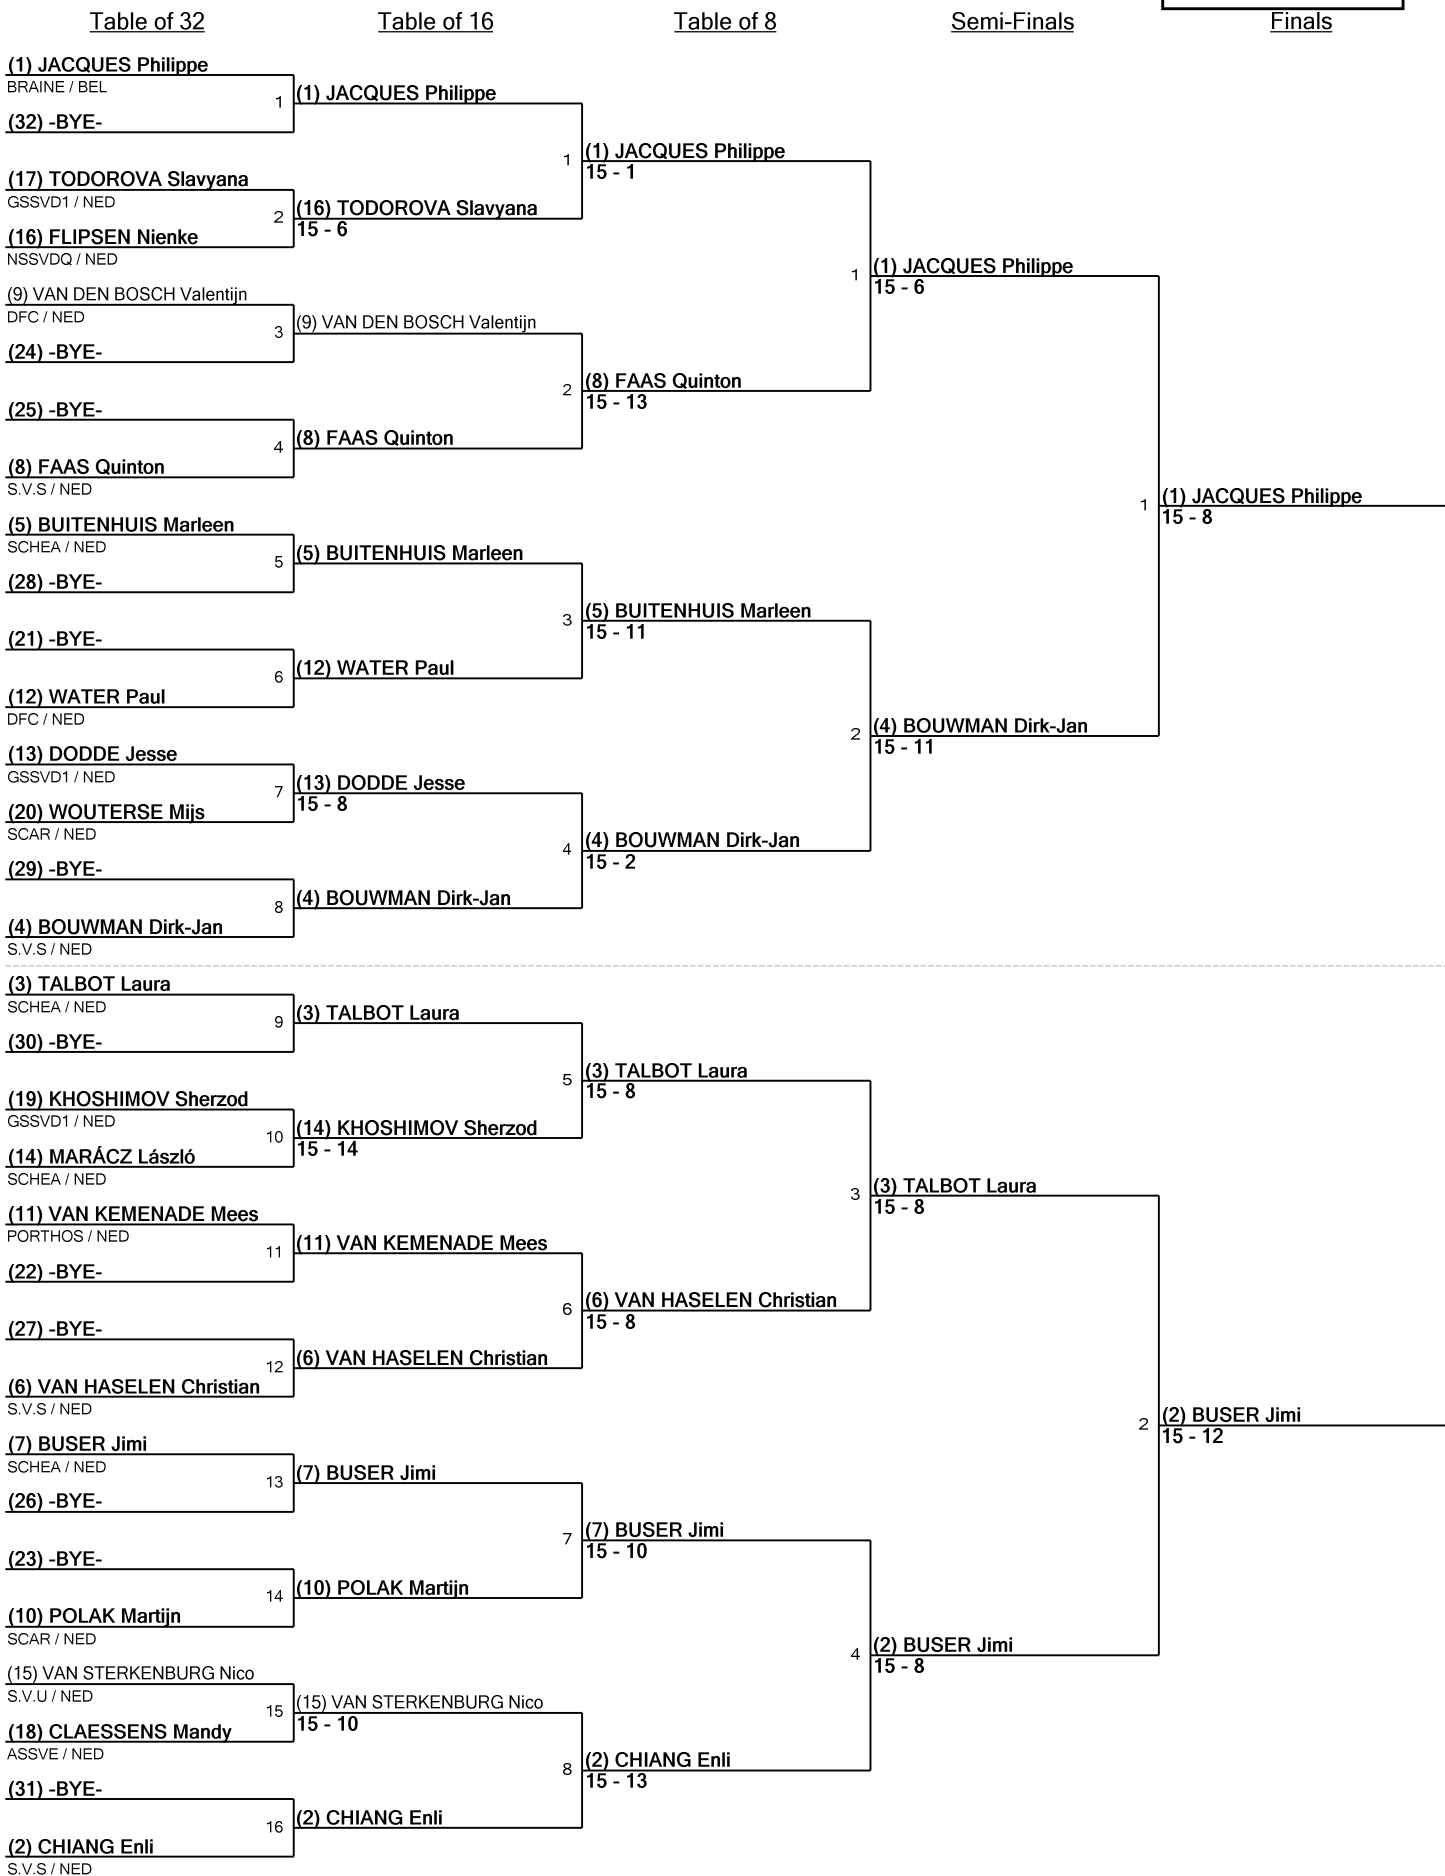 Table of 32
Table of 16
Table of 8
Semi-Finals
Finals
(1) JACQUES Philippe
BRAINE / BEL
1
(32) -BYE-
(17) TODOROVA Slavyana
GSSVD1 / NED
2
(16) FLIPSEN Nienke
NSSVDQ / NED
(9) VAN DEN BOSCH Valentijn
DFC / NED
3
(24) -BYE-
(25) -BYE-
4
(8) FAAS Quinton
S.V.S / NED
(5) BUITENHUIS Marleen
SCHEA / NED
5
(28) -BYE-
(21) -BYE-
6
(12) WATER Paul
DFC / NED
(13) DODDE Jesse
GSSVD1 / NED
7
(20) WOUTERSE Mijs
SCAR / NED
(29) -BYE-
8
(4) BOUWMAN Dirk-Jan
S.V.S / NED
(3) TALBOT Laura
SCHEA / NED
9
(30) -BYE-
(19) KHOSHIMOV Sherzod
GSSVD1 / NED
10
(14) MARÁCZ László
SCHEA / NED
(11) VAN KEMENADE Mees
PORTHOS / NED
11
(22) -BYE-
(27) -BYE-
12
(6) VAN HASELEN Christian
S.V.S / NED
(7) BUSER Jimi
SCHEA / NED
13
(26) -BYE-
(23) -BYE-
14
(10) POLAK Martijn
SCAR / NED
(15) VAN STERKENBURG Nico
S.V.U / NED
15
(18) CLAESSENS Mandy
ASSVE / NED
(31) -BYE-
16
(2) CHIANG Enli
S.V.S / NED
(1) JACQUES Philippe
1
(16) TODOROVA Slavyana
15 - 6
(9) VAN DEN BOSCH Valentijn
2
(8) FAAS Quinton
(5) BUITENHUIS Marleen
3
(12) WATER Paul
(13) DODDE Jesse
15 - 8
4
(4) BOUWMAN Dirk-Jan
(3) TALBOT Laura
5
(14) KHOSHIMOV Sherzod
15 - 14
(11) VAN KEMENADE Mees
6
(6) VAN HASELEN Christian
(7) BUSER Jimi
7
(10) POLAK Martijn
(15) VAN STERKENBURG Nico
15 - 10
8
(2) CHIANG Enli
(1) JACQUES Philippe
15 - 1
1
(8) FAAS Quinton
15 - 13
(5) BUITENHUIS Marleen
15 - 11
2
(4) BOUWMAN Dirk-Jan
15 - 2
(3) TALBOT Laura
15 - 8
3
(6) VAN HASELEN Christian
15 - 8
(7) BUSER Jimi
15 - 10
4
(2) CHIANG Enli
15 - 13
(1) JACQUES Philippe
15 - 6
1
(4) BOUWMAN Dirk-Jan
15 - 11
(3) TALBOT Laura
15 - 8
2
(2) BUSER Jimi
15 - 8
(1) JACQUES Philippe
15 - 8
(2) BUSER Jimi
15 - 12